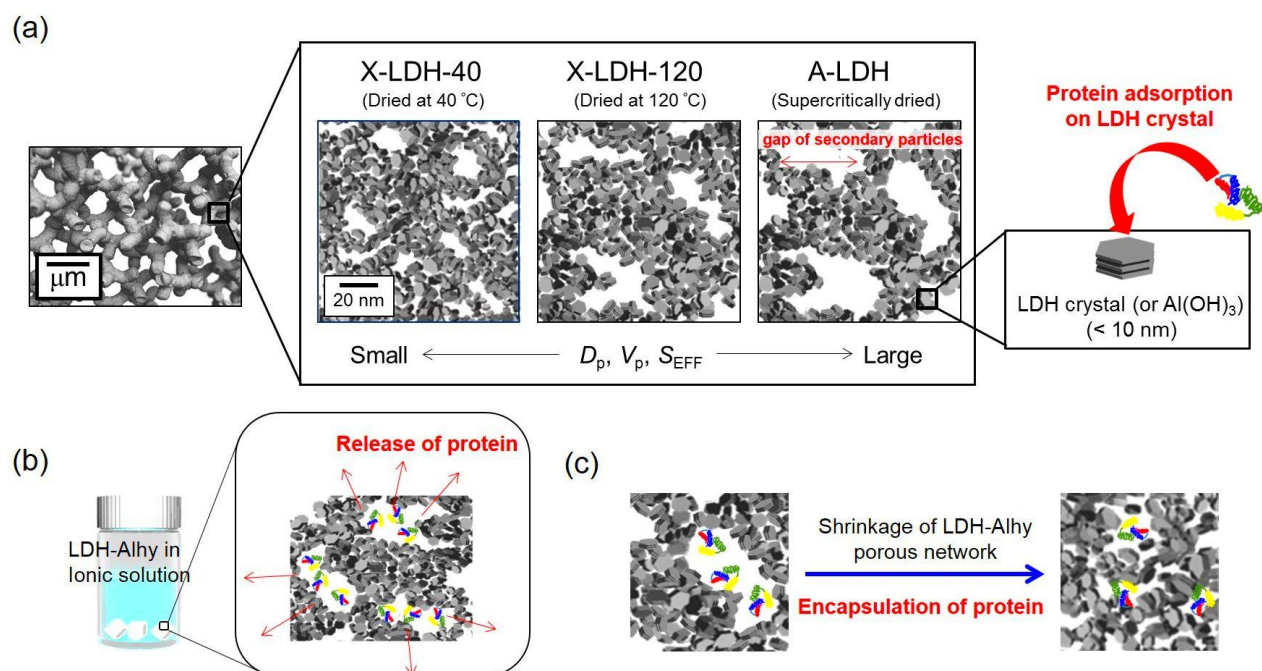 (a)
X-LDH-40
(Dried at 40 ˚C)
X-LDH-120
(Dried at 120 ˚C)
A-LDH
(Supercritically dried)
gap of secondary particles
Protein adsorption
on LDH crystal
μm
20 nm
LDH crystal (or Al(OH)₃)
(< 10 nm)
Small
Dₚ, Vₚ, S_EFF
Large
(b)
LDH-Alhy in
Ionic solution
Release of protein
(c)
Shrinkage of LDH-Alhy
porous network
Encapsulation of protein